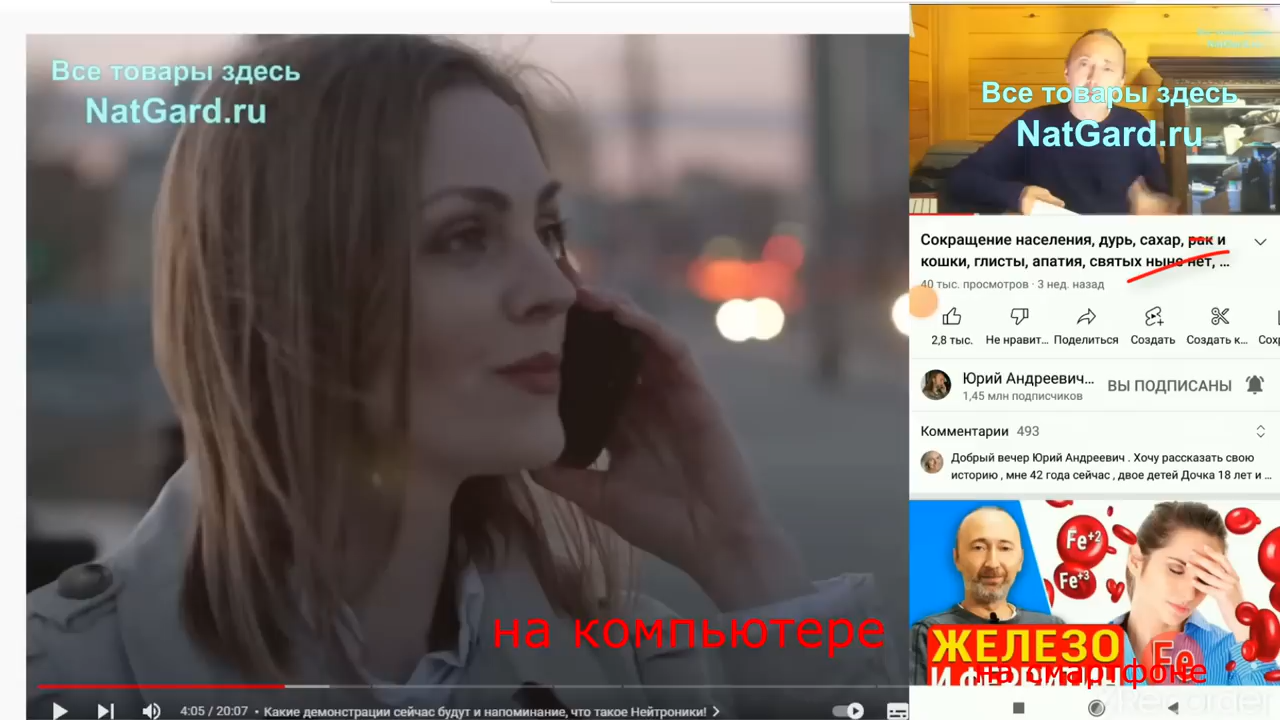 Все товары здесь
NatGard.ru
на компьютере
4:05 / 20:07 • Какие демонстрации сейчас будут и напоминание, что такое Нейтроники!
Все товары здесь
NatGard.ru
Сокращение населения, дурь, сахар, рак и
кошки, глисты, апатия, святых ныне нет, ...
40 тыс. просмотров · 3 нед. назад
2,8 тыс.
Не нравит...
Поделиться
Создать
Создать к...
Юрий Андреевич...
ВЫ ПОДПИСАНЫ
1,45 млн подписчиков
Комментарии 493
Добрый вечер Юрий Андреевич . Хочу рассказать свою
историю , мне 42 года сейчас , двое детей Дочка 18 лет и ...
Fe+2
Fe+3
ЖЕЛЕЗО
Fe